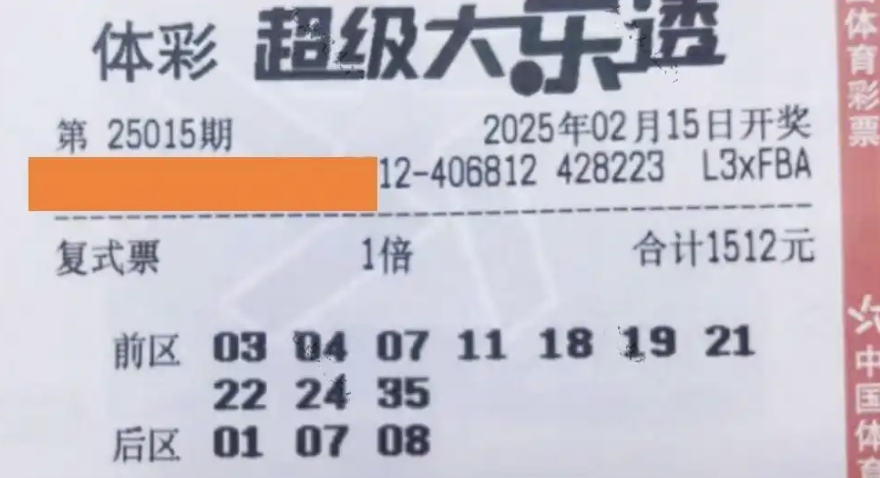 体彩 超级大乐透
第 25015期 2025年02月15日开奖
12-406812 428223 L3xFBA
复式票 1倍 合计1512元
前区 03 04 07 11 18 19 21
22 24 35
后区 01 07 08
体育彩票
中国体育